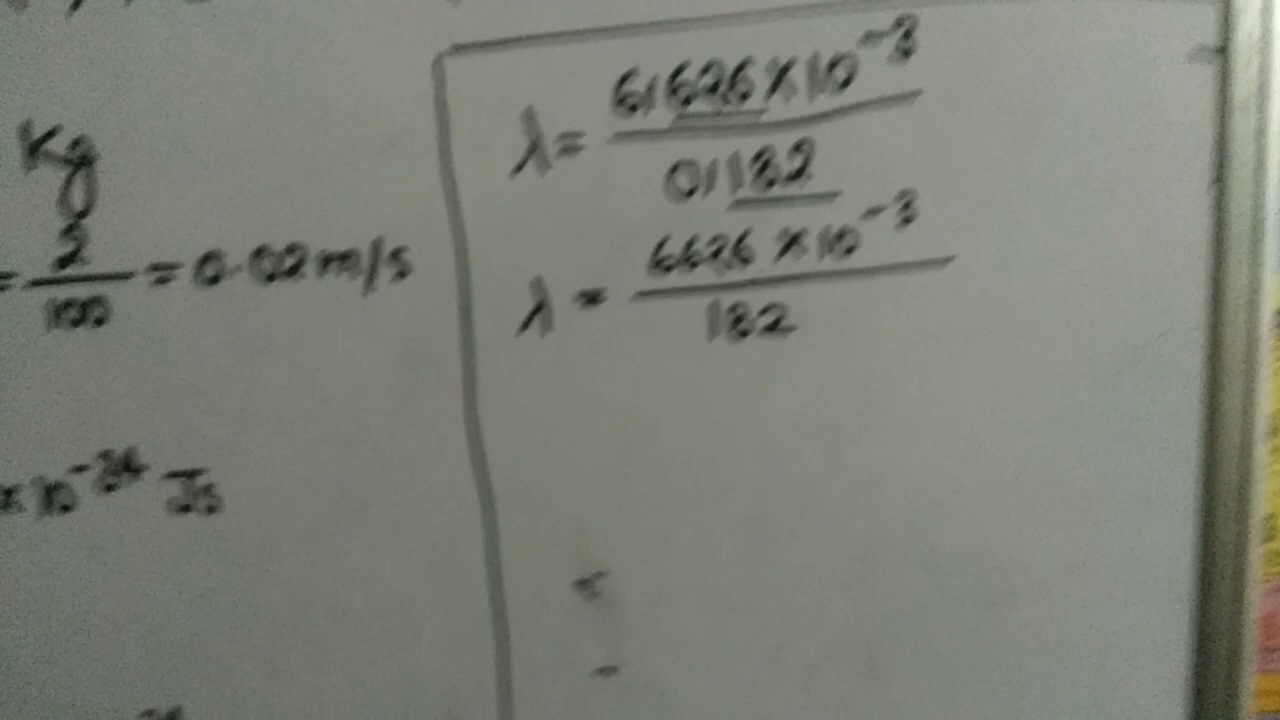 Kg
= 2/100 = 0.02 m/s
×10⁻³⁴ Js
λ = 6.626 × 10⁻³ / 0.182
λ = 6626 × 10⁻³ / 182